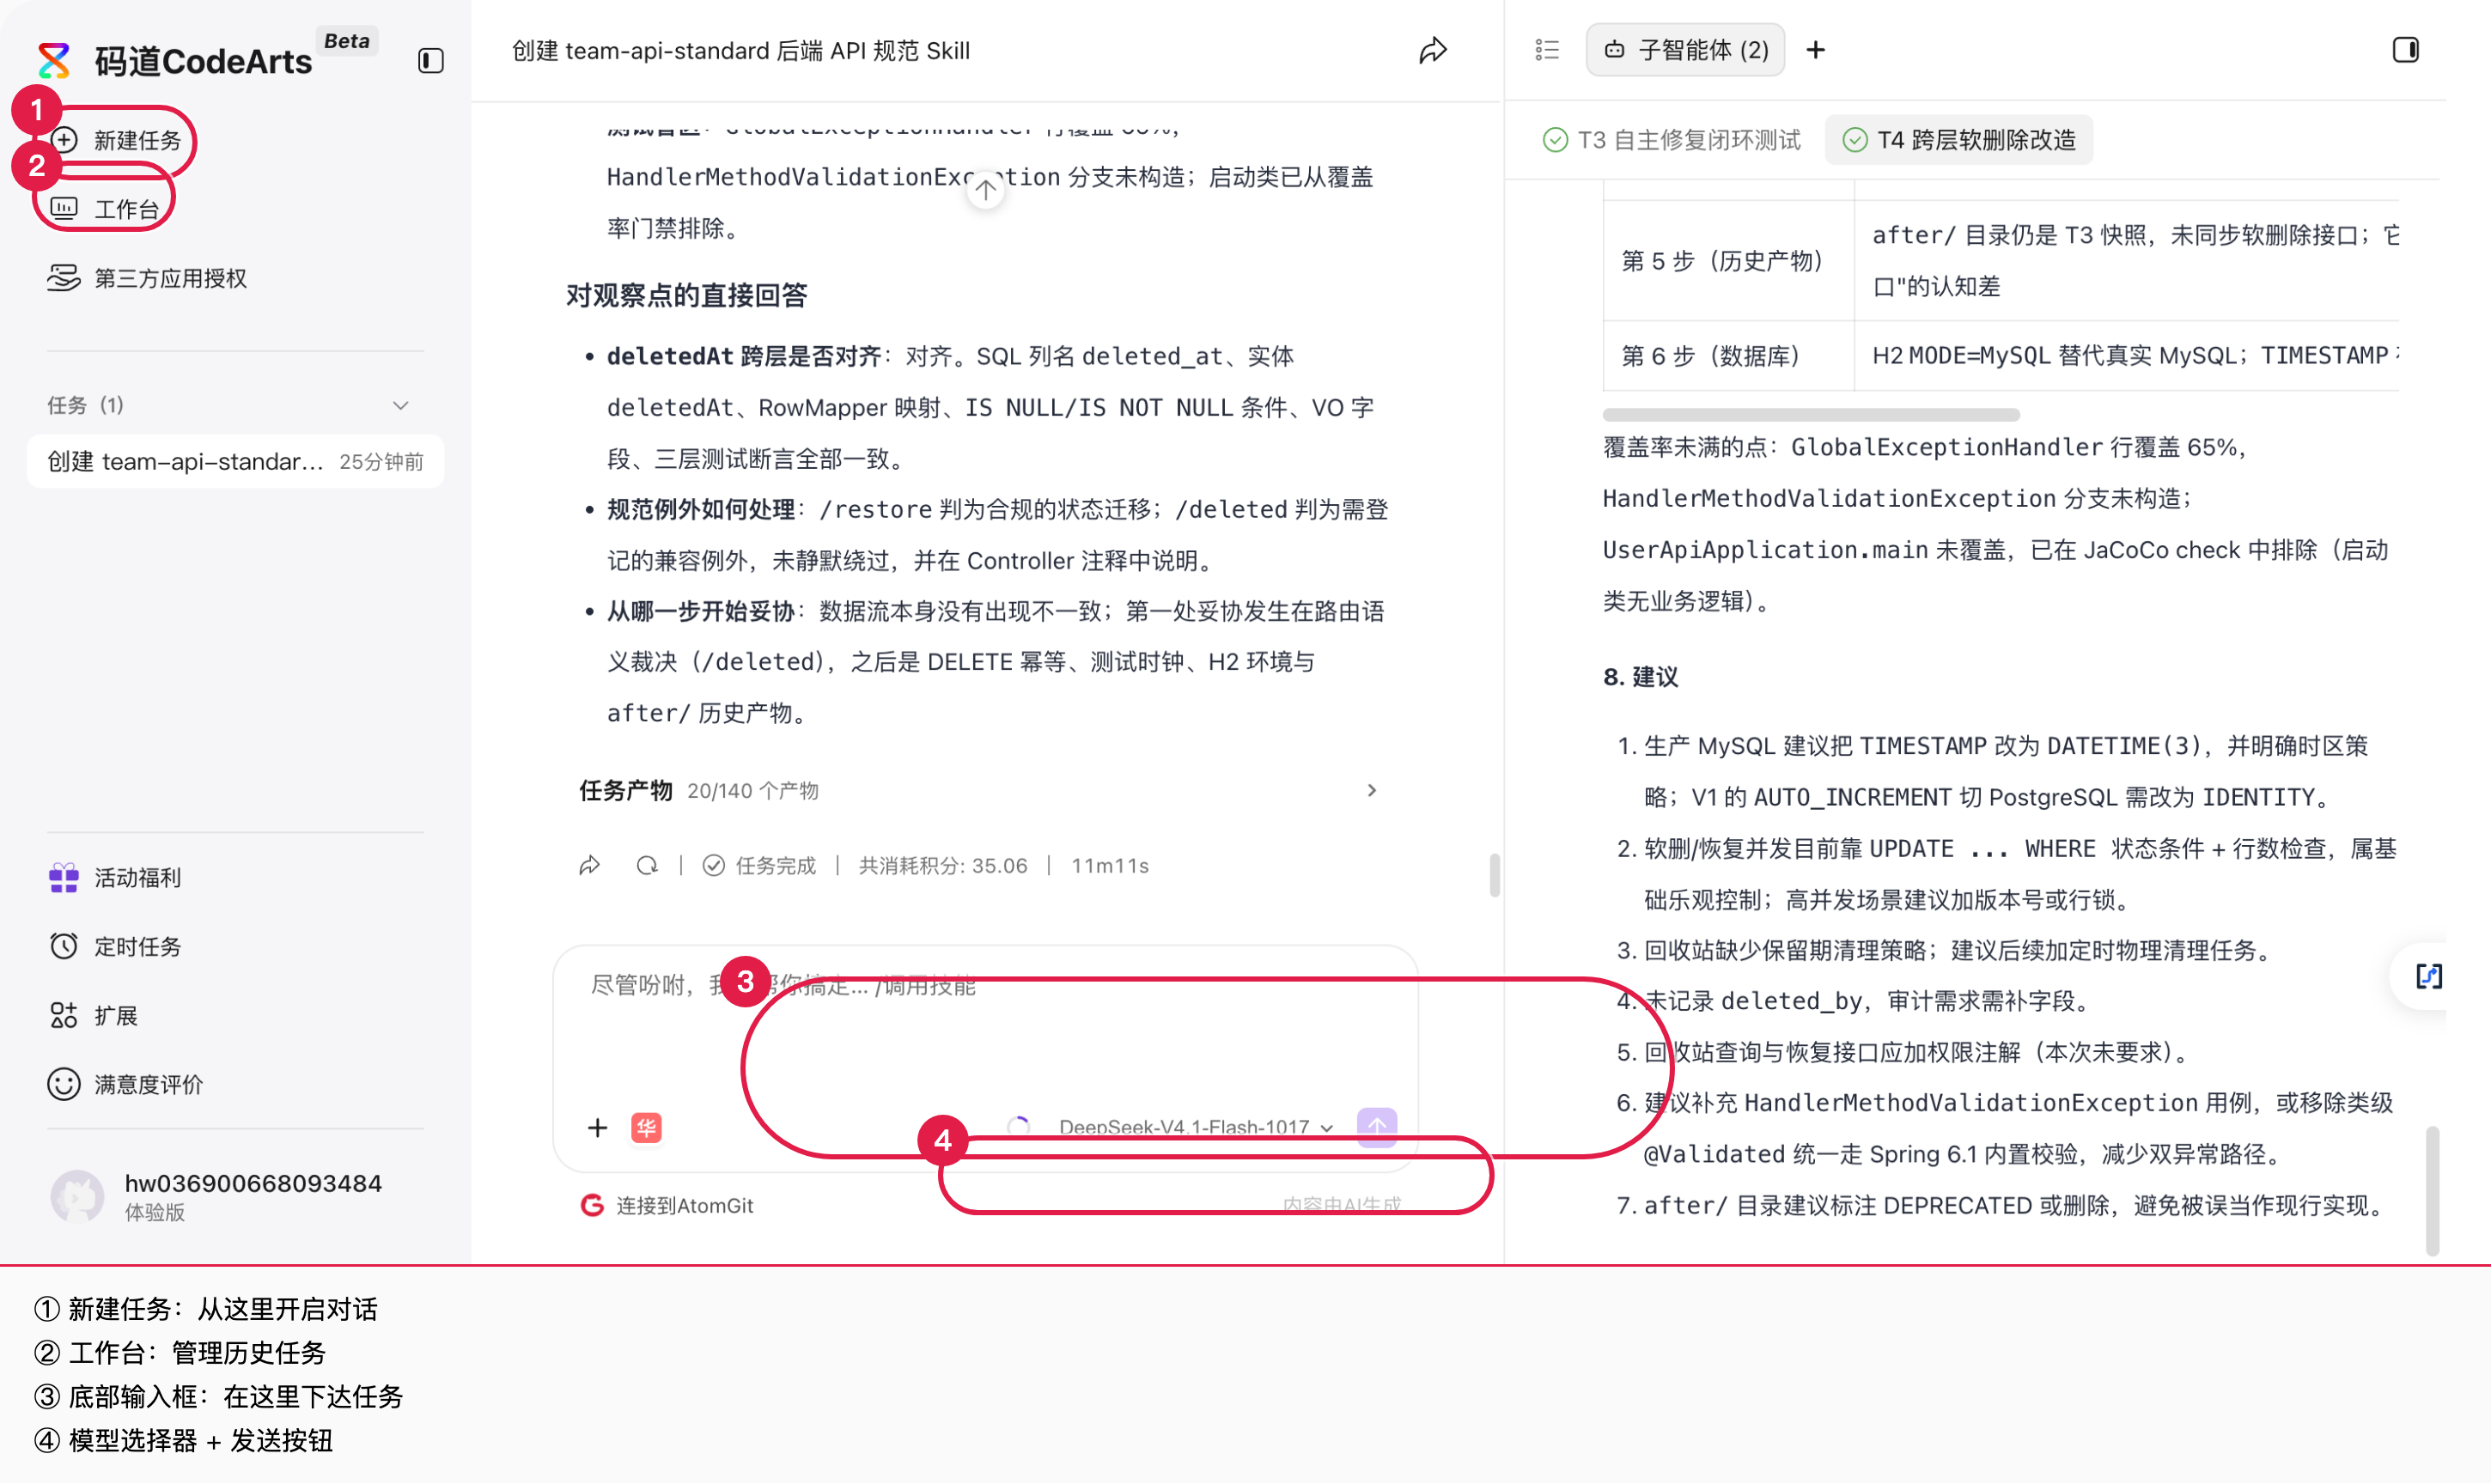 码道CodeArts Beta
1
新建任务
2
工作台
第三方应用授权
任务 (1)
创建 team-api-standar... 25分钟前
活动福利
定时任务
扩展
满意度评价
hw036900668093484
体验版
创建 team-api-standard 后端 API 规范 Skill
测试盲区：GlobalExceptionHandler 行覆盖 65%，
HandlerMethodValidationException 分支未构造；启动类已从覆盖
率门禁排除。
对观察点的直接回答
• deletedAt 跨层是否对齐：对齐。SQL 列名 deleted_at、实体
deletedAt、RowMapper 映射、IS NULL/IS NOT NULL 条件、VO 字
段、三层测试断言全部一致。
• 规范例外如何处理：/restore 判为合规的状态迁移；/deleted 判为需登
记的兼容例外，未静默绕过，并在 Controller 注释中说明。
• 从哪一步开始妥协：数据流本身没有出现不一致；第一处妥协发生在路由语
义裁决（/deleted），之后是 DELETE 幂等、测试时钟、H2 环境与
after/ 历史产物。
任务产物 20/140 个产物
任务完成 | 共消耗积分: 35.06 | 11m11s
尽管吩咐，我 3 帮你搞定... /调用技能
华
DeepSeek-V4.1-Flash-1017
4
连接到AtomGit
内容由AI生成
子智能体 (2)
T3 自主修复闭环测试
T4 跨层软删除改造
第 5 步（历史产物）
after/ 目录仍是 T3 快照，未同步软删除接口；它
口"的认知差
第 6 步（数据库）
H2 MODE=MySQL 替代真实 MySQL；TIMESTAMP
覆盖率未满的点：GlobalExceptionHandler 行覆盖 65%，
HandlerMethodValidationException 分支未构造；
UserApiApplication.main 未覆盖，已在 JaCoCo check 中排除（启动
类无业务逻辑）。
8. 建议
1. 生产 MySQL 建议把 TIMESTAMP 改为 DATETIME(3)，并明确时区策
略；V1 的 AUTO_INCREMENT 切 PostgreSQL 需改为 IDENTITY。
2. 软删/恢复并发目前靠 UPDATE ... WHERE 状态条件 + 行数检查，属基
础乐观控制；高并发场景建议加版本号或行锁。
3. 回收站缺少保留期清理策略；建议后续加定时物理清理任务。
4. 未记录 deleted_by，审计需求需补字段。
5. 回收站查询与恢复接口应加权限注解（本次未要求）。
6. 建议补充 HandlerMethodValidationException 用例，或移除类级
@Validated 统一走 Spring 6.1 内置校验，减少双异常路径。
7. after/ 目录建议标注 DEPRECATED 或删除，避免被误当作现行实现。
① 新建任务：从这里开启对话
② 工作台：管理历史任务
③ 底部输入框：在这里下达任务
④ 模型选择器 + 发送按钮